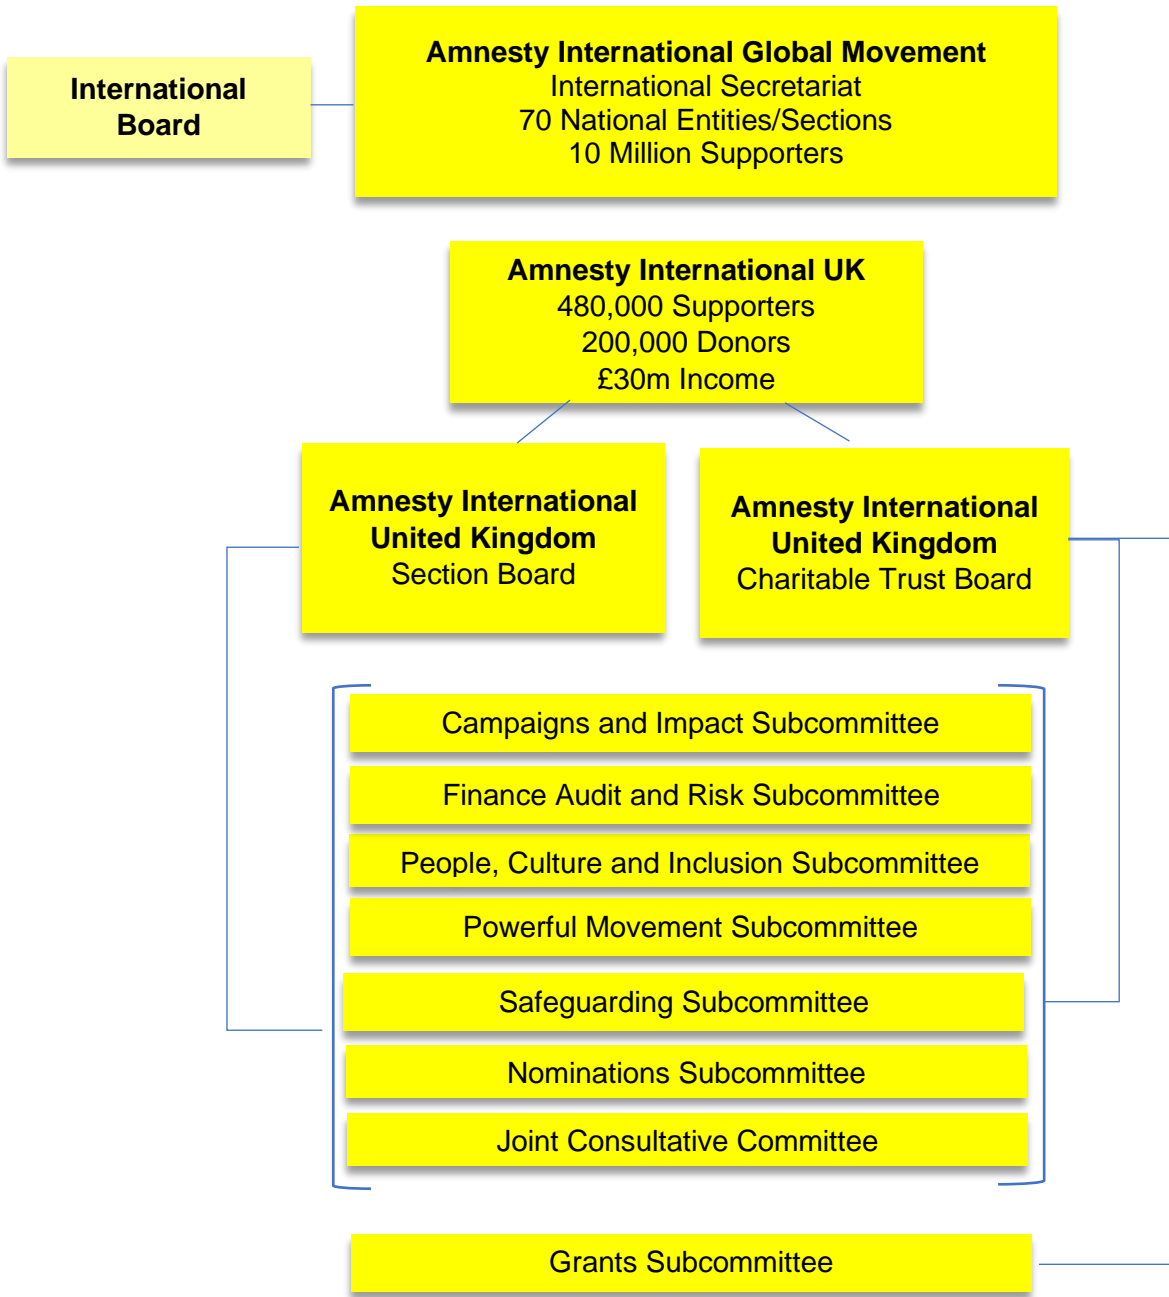 International
Board
Amnesty International Global Movement
International Secretariat
70 National Entities/Sections
10 Million Supporters
Amnesty International UK
480,000 Supporters
200,000 Donors
£30m Income
Amnesty International
United Kingdom
Section Board
Amnesty International
United Kingdom
Charitable Trust Board
Campaigns and Impact Subcommittee
Finance Audit and Risk Subcommittee
People, Culture and Inclusion Subcommittee
Powerful Movement Subcommittee
Safeguarding Subcommittee
Nominations Subcommittee
Joint Consultative Committee
Grants Subcommittee